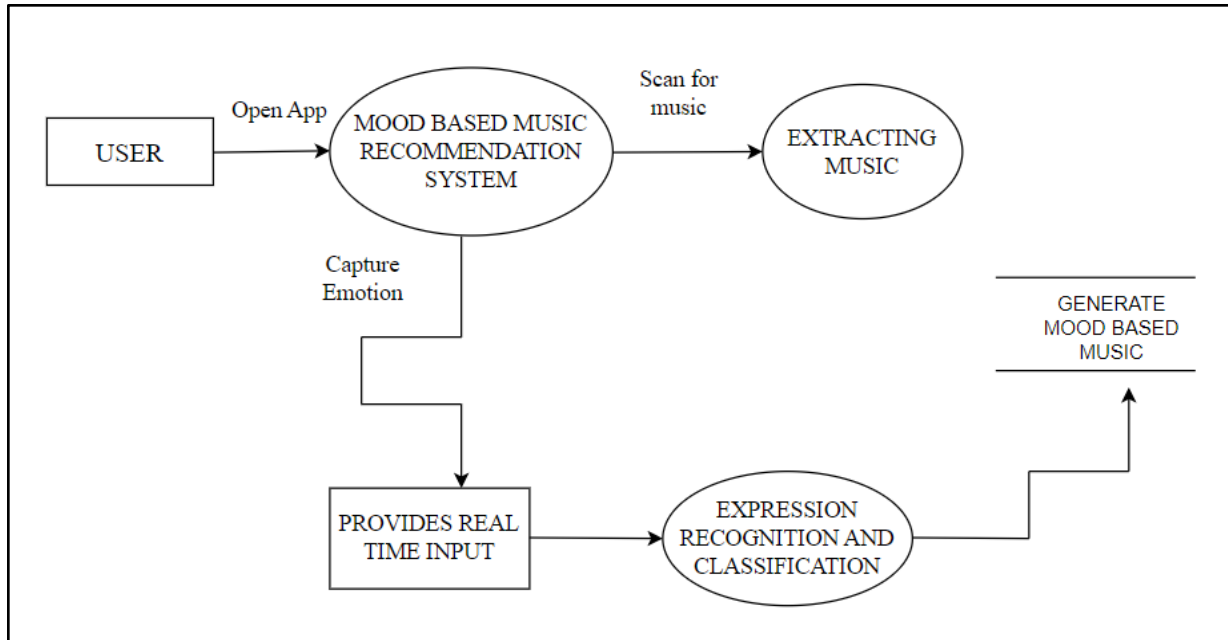 USER
Open App
MOOD BASED MUSIC
RECOMMENDATION
SYSTEM
Scan for
music
EXTRACTING
MUSIC
Capture
Emotion
GENERATE
MOOD BASED
MUSIC
PROVIDES REAL
TIME INPUT
EXPRESSION
RECOGNITION AND
CLASSIFICATION